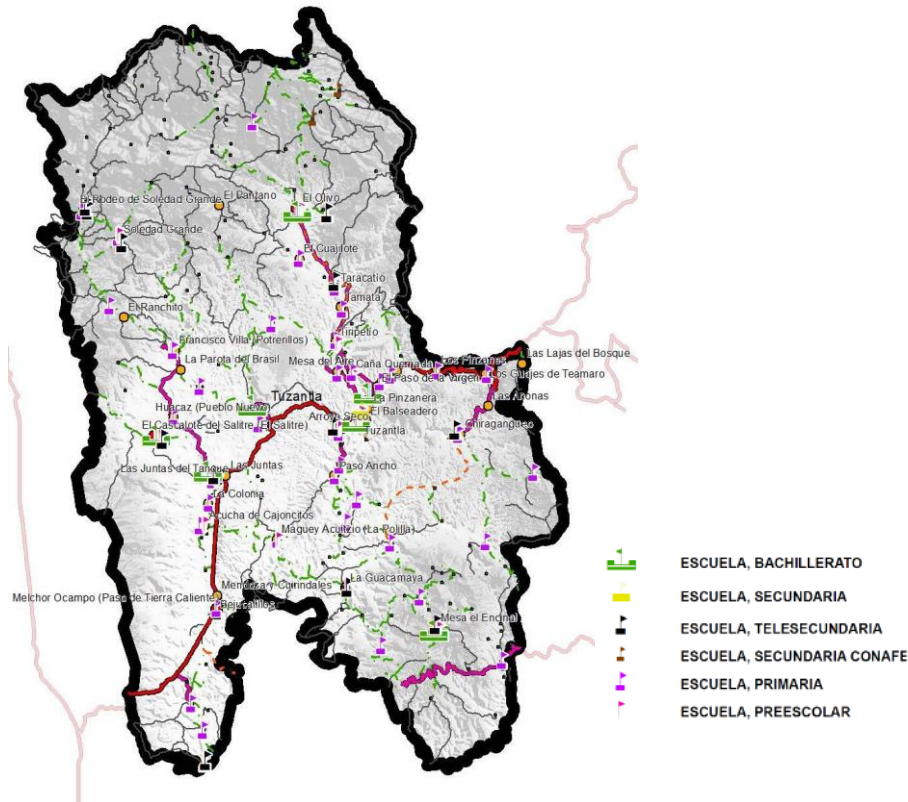 El Rodeo de Soledad Grande
El Pantano
El Olivo
Soledad Grande
El Cuajilote
Taracatío
Tamata
El Ranchito
Tiripetio
Francisco Villa (Potrerillos)
Las Lajas del Bosque
Los Pinzones
La Parota del Brasil
Mesa del Aire
Caña Quemada
El Paso de la Virgen
Los Guajes de Teamaro
Tuzantla
La Pinzanera
Las Anonas
Huacaz (Pueblo Nuevo)
El Balseadero
El Cascalote del Salitre (El Salitre)
Arroyo Seco
Chiranganguéo
Tuzantla
Las Juntas del Tanque
Las Juntas
Paso Ancho
La Colonia
Acucha de Cajoncitos
Maguey Acuitzio (La Polilla)
La Guacamaya
Melchor Ocampo (Paso de Tierra Caliente)
Bejuquillos
Mesa el Encinal
ESCUELA, BACHILLERATO
ESCUELA, SECUNDARIA
ESCUELA, TELESECUNDARIA
ESCUELA, SECUNDARIA CONAFE
ESCUELA, PRIMARIA
ESCUELA, PREESCOLAR